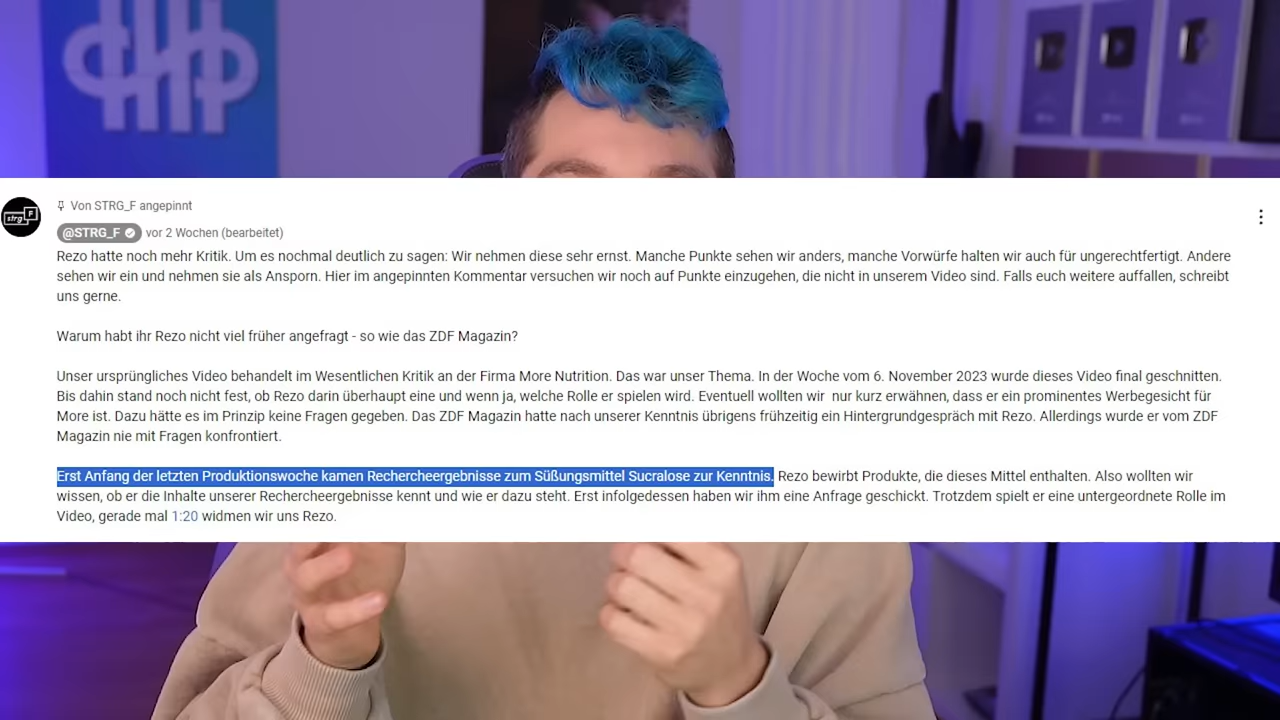 Von STRG_F angepinnt
strg_F
@STRG_F vor 2 Wochen (bearbeitet)
Rezo hatte noch mehr Kritik. Um es nochmal deutlich zu sagen: Wir nehmen diese sehr ernst. Manche Punkte sehen wir anders, manche Vorwürfe halten wir auch für ungerechtfertigt. Andere
sehen wir ein und nehmen sie als Ansporn. Hier im angepinnten Kommentar versuchen wir noch auf Punkte einzugehen, die nicht in unserem Video sind. Falls euch weitere auffallen, schreibt
uns gerne.
Warum habt ihr Rezo nicht viel früher angefragt - so wie das ZDF Magazin?
Unser ursprüngliches Video behandelt im Wesentlichen Kritik an der Firma More Nutrition. Das war unser Thema. In der Woche vom 6. November 2023 wurde dieses Video final geschnitten.
Bis dahin stand noch nicht fest, ob Rezo darin überhaupt eine und wenn ja, welche Rolle er spielen wird. Eventuell wollten wir nur kurz erwähnen, dass er ein prominentes Werbegesicht für
More ist. Dazu hätte es im Prinzip keine Fragen gegeben. Das ZDF Magazin hatte nach unserer Kenntnis übrigens frühzeitig ein Hintergrundgespräch mit Rezo. Allerdings wurde er vom ZDF
Magazin nie mit Fragen konfrontiert.
Erst Anfang der letzten Produktionswoche kamen Rechercheergebnisse zum Süßungsmittel Sucralose zur Kenntnis. Rezo bewirbt Produkte, die dieses Mittel enthalten. Also wollten wir
wissen, ob er die Inhalte unserer Rechercheergebnisse kennt und wie er dazu steht. Erst infolgedessen haben wir ihm eine Anfrage geschickt. Trotzdem spielt er eine untergeordnete Rolle im
Video, gerade mal 1:20 widmen wir uns Rezo.